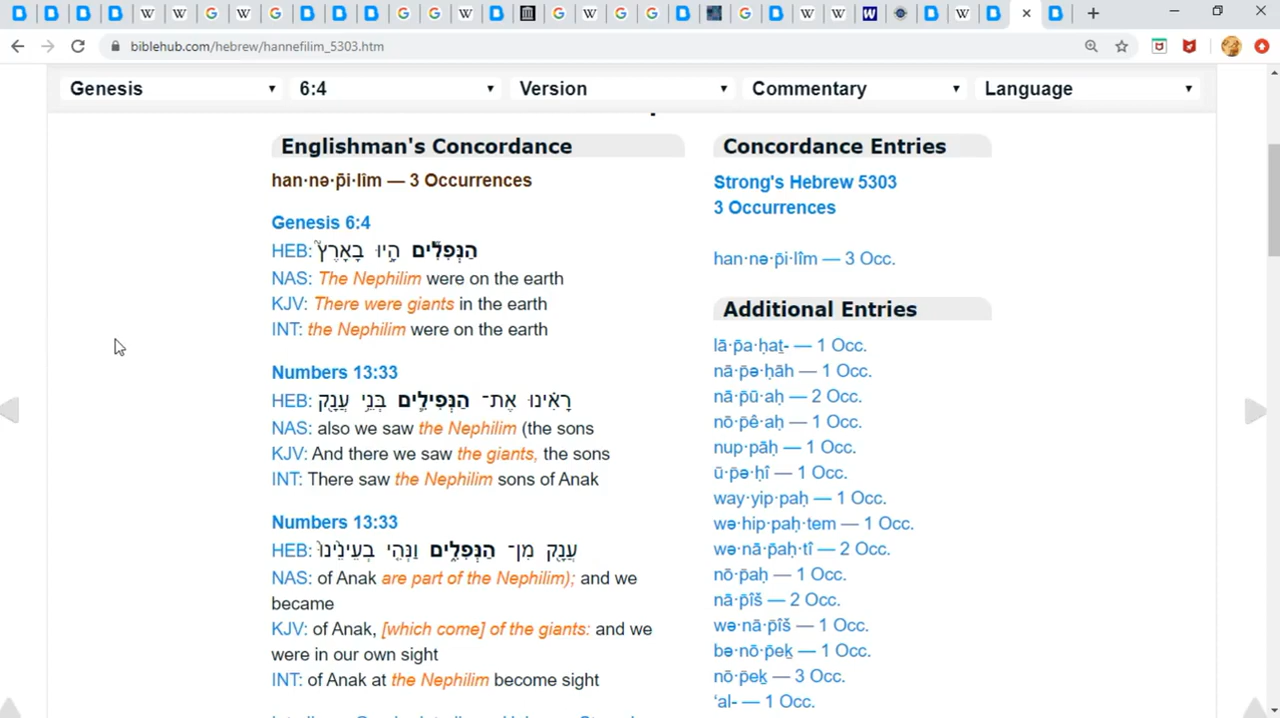 biblehub.com/hebrew/hannefilim_5303.htm
Genesis 6:4 Version Commentary Language
Englishman's Concordance
han·nə·p̄i·lîm — 3 Occurrences
Genesis 6:4
HEB: הַנְּפִלִ֞ים הָי֣וּ בָאָרֶץ֮
NAS: The Nephilim were on the earth
KJV: There were giants in the earth
INT: the Nephilim were on the earth
Numbers 13:33
HEB: רָאִ֗ינוּ אֶת־ הַנְּפִילִ֛ים בְּנֵ֥י עֲנָ֖ק
NAS: also we saw the Nephilim (the sons
KJV: And there we saw the giants, the sons
INT: There saw the Nephilim sons of Anak
Numbers 13:33
HEB: עֲנָ֖ק מִן־ הַנְּפִלִ֑ים וַנְּהִ֤י בְעֵינֵ֙ינוּ֙
NAS: of Anak are part of the Nephilim); and we
became
KJV: of Anak, [which come] of the giants: and we
were in our own sight
INT: of Anak at the Nephilim become sight
Concordance Entries
Strong's Hebrew 5303
3 Occurrences
han·nə·p̄i·lîm — 3 Occ.
Additional Entries
lā·p̄a·ḥaṯ- — 1 Occ.
nā·p̄ə·ḥāh — 1 Occ.
nā·p̄ū·aḥ — 2 Occ.
nō·p̄ê·aḥ — 1 Occ.
nup·pāḥ — 1 Occ.
ū·p̄ə·ḥî — 1 Occ.
way·yip·paḥ — 1 Occ.
wə·hip·paḥ·tem — 1 Occ.
wə·nā·p̄aḥ·tî — 2 Occ.
nō·p̄aḥ — 1 Occ.
nā·p̄îš — 2 Occ.
wə·nā·p̄îš — 1 Occ.
bə·nō·p̄eḵ — 1 Occ.
nō·p̄eḵ — 3 Occ.
‘al- — 1 Occ.